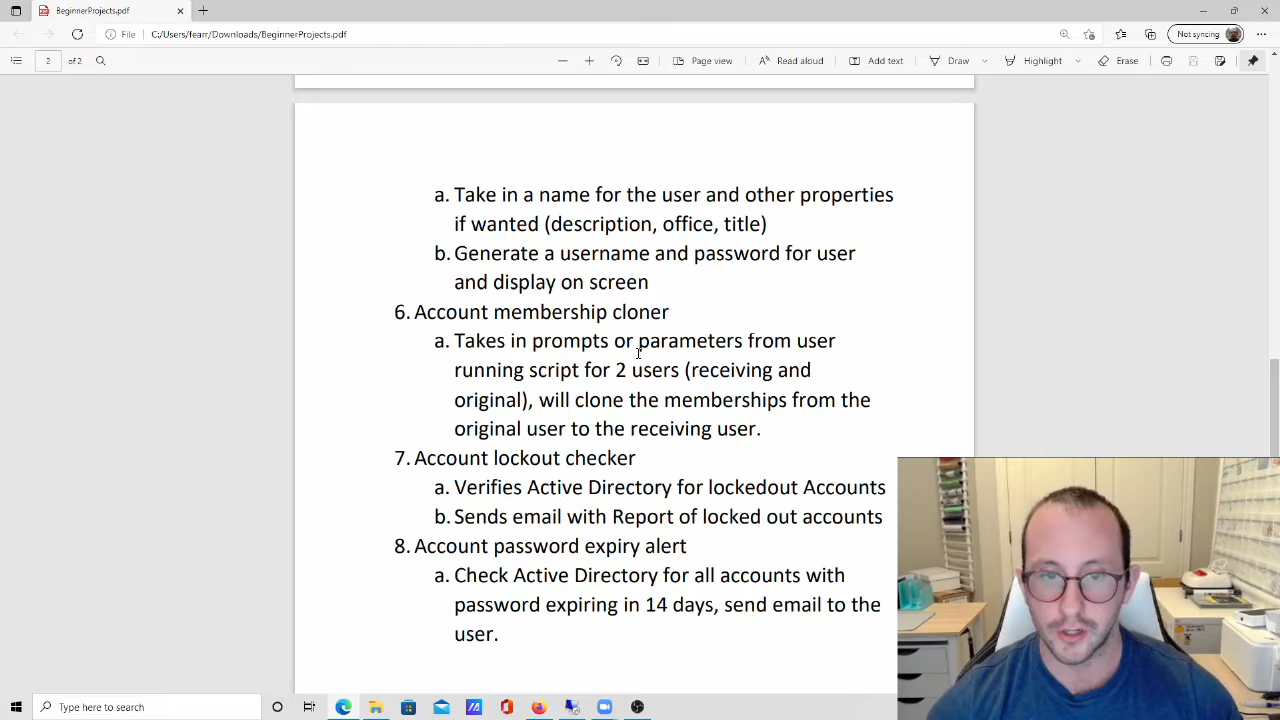 BeginnerProjects.pdf
File
C:/Users/fearr/Downloads/BeginnerProjects.pdf
Not syncing
2
of 2
Page view
Read aloud
Add text
Draw
Highlight
Erase
a. Take in a name for the user and other properties
if wanted (description, office, title)
b. Generate a username and password for user
and display on screen
6. Account membership cloner
a. Takes in prompts or parameters from user
running script for 2 users (receiving and
original), will clone the memberships from the
original user to the receiving user.
7. Account lockout checker
a. Verifies Active Directory for lockedout Accounts
b. Sends email with Report of locked out accounts
8. Account password expiry alert
a. Check Active Directory for all accounts with
password expiring in 14 days, send email to the
user.
Type here to search